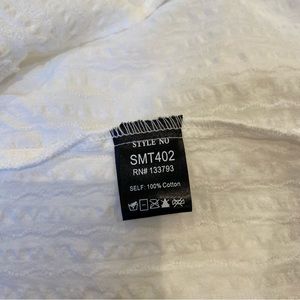 STYLE NO
SMT402
RN# 133793
SELF: 100% Cotton